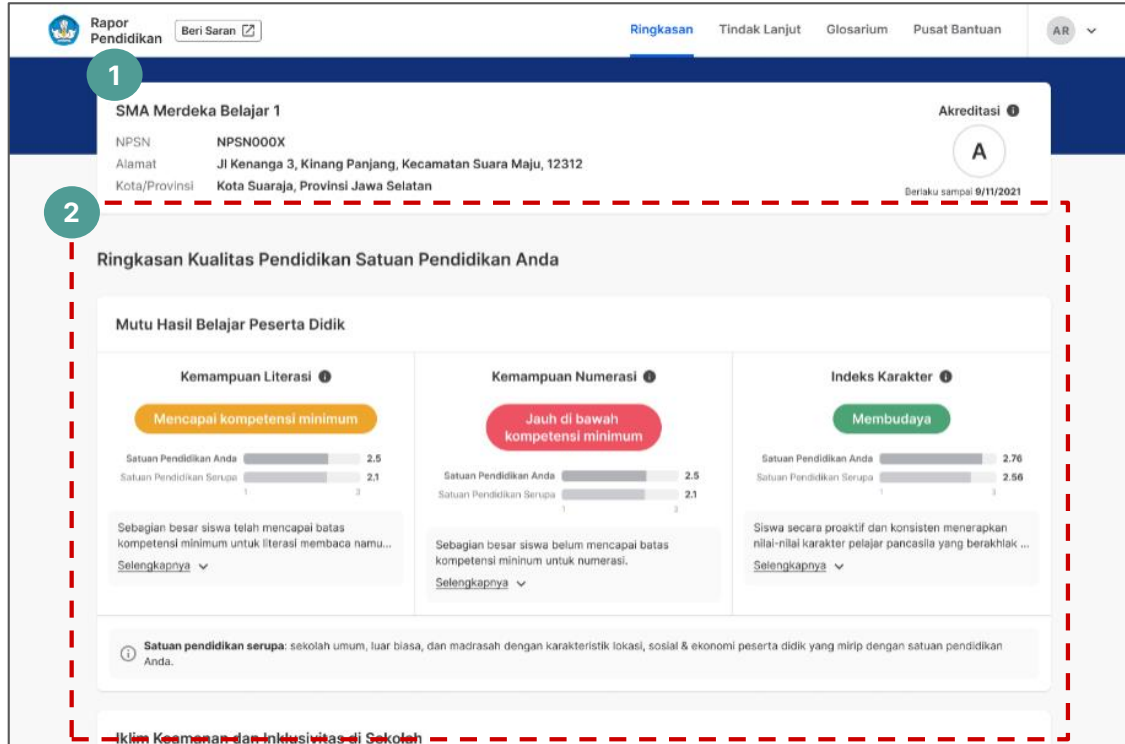 Rapor
Pendidikan
Beri Saran
Ringkasan Tindak Lanjut Glosarium Pusat Bantuan AR
1
SMA Merdeka Belajar 1
Akreditasi
NPSN NPSN000X
A
Alamat Jl Kenanga 3, Kinang Panjang, Kecamatan Suara Maju, 12312
Kota/Provinsi Kota Suaraja, Provinsi Jawa Selatan
Berlaku sampai 9/11/2021
2
Ringkasan Kualitas Pendidikan Satuan Pendidikan Anda
Mutu Hasil Belajar Peserta Didik
Kemampuan Literasi
Mencapai kompetensi minimum
Satuan Pendidikan Anda 2.5
Satuan Pendidikan Serupa 2.1
1 3
Sebagian besar siswa telah mencapai batas
kompetensi minimum untuk literasi membaca namu...
Selengkapnya
Kemampuan Numerasi
Jauh di bawah
kompetensi minimum
Satuan Pendidikan Anda 2.5
Satuan Pendidikan Serupa 2.1
1 3
Sebagian besar siswa belum mencapai batas
kompetensi mininum untuk numerasi.
Selengkapnya
Indeks Karakter
Membudaya
Satuan Pendidikan Anda 2.76
Satuan Pendidikan Serupa 2.56
1 3
Siswa secara proaktif dan konsisten menerapkan
nilai-nilai karakter pelajar pancasila yang berakhlak ...
Selengkapnya
Satuan pendidikan serupa: sekolah umum, luar biasa, dan madrasah dengan karakteristik lokasi, sosial & ekonomi peserta didik yang mirip dengan satuan pendidikan
Anda.
Iklim Keamanan dan Inklusivitas di Sekolah